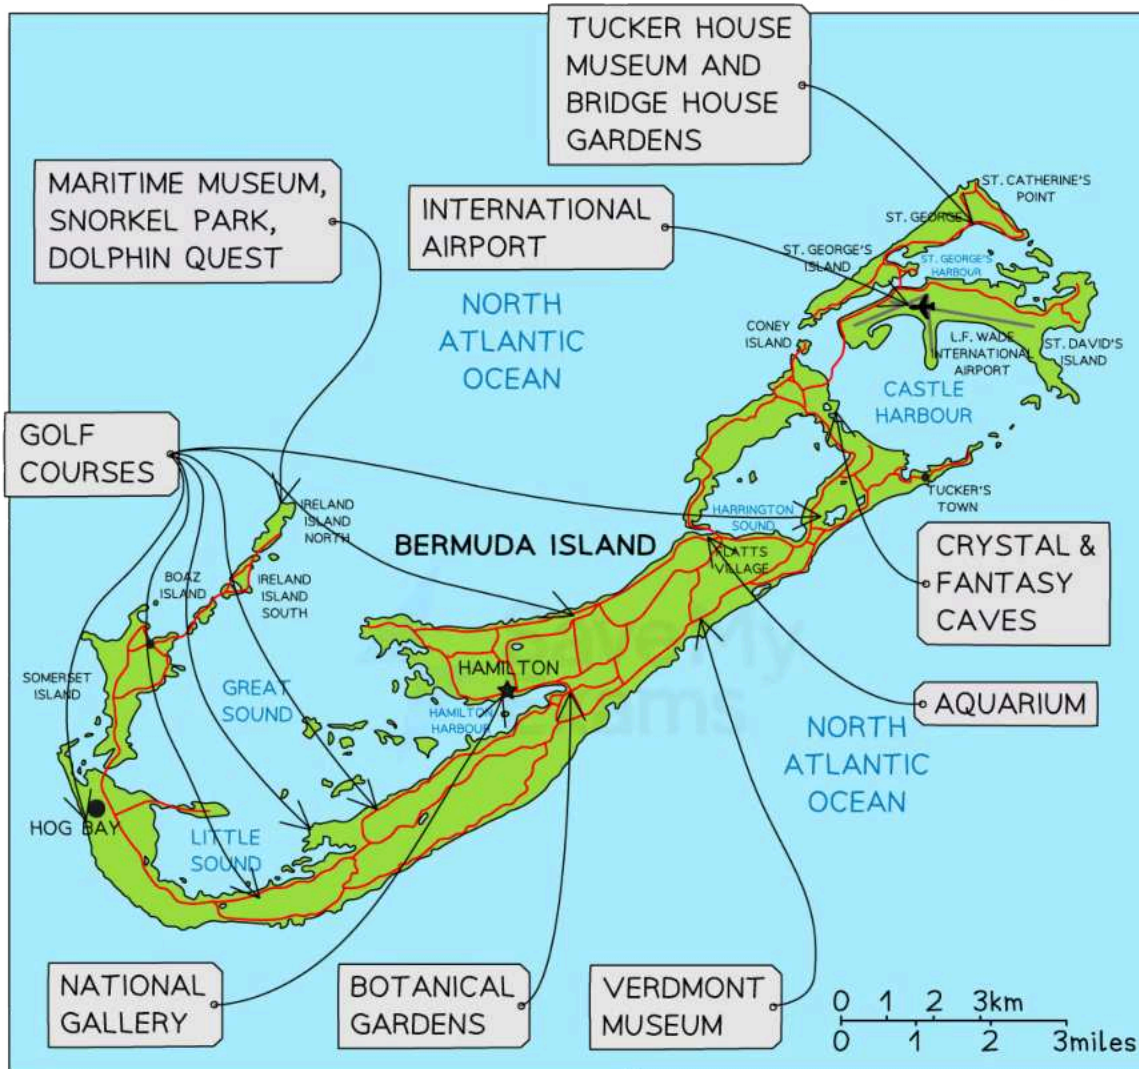 TUCKER HOUSE
MUSEUM AND
BRIDGE HOUSE
GARDENS
MARITIME MUSEUM,
SNORKEL PARK,
DOLPHIN QUEST
INTERNATIONAL
AIRPORT
ST. CATHERINE'S
POINT
ST. GEORGE
ST. GEORGE'S
ISLAND
ST. GEORGE'S
HARBOUR
NORTH
ATLANTIC
OCEAN
CONEY
ISLAND
L.F. WADE
INTERNATIONAL
AIRPORT
ST. DAVID'S
ISLAND
CASTLE
HARBOUR
GOLF
COURSES
IRELAND
ISLAND
NORTH
HARRINGTON
SOUND
TUCKER'S
TOWN
BERMUDA ISLAND
FLATTS
VILLAGE
CRYSTAL &
FANTASY
CAVES
BOAZ
ISLAND
IRELAND
ISLAND
SOUTH
SOMERSET
ISLAND
GREAT
SOUND
HAMILTON
HAMILTON
HARBOUR
AQUARIUM
NORTH
ATLANTIC
OCEAN
HOG BAY
LITTLE
SOUND
NATIONAL
GALLERY
BOTANICAL
GARDENS
VERDMONT
MUSEUM
0 1 2 3km
0 1 2 3miles